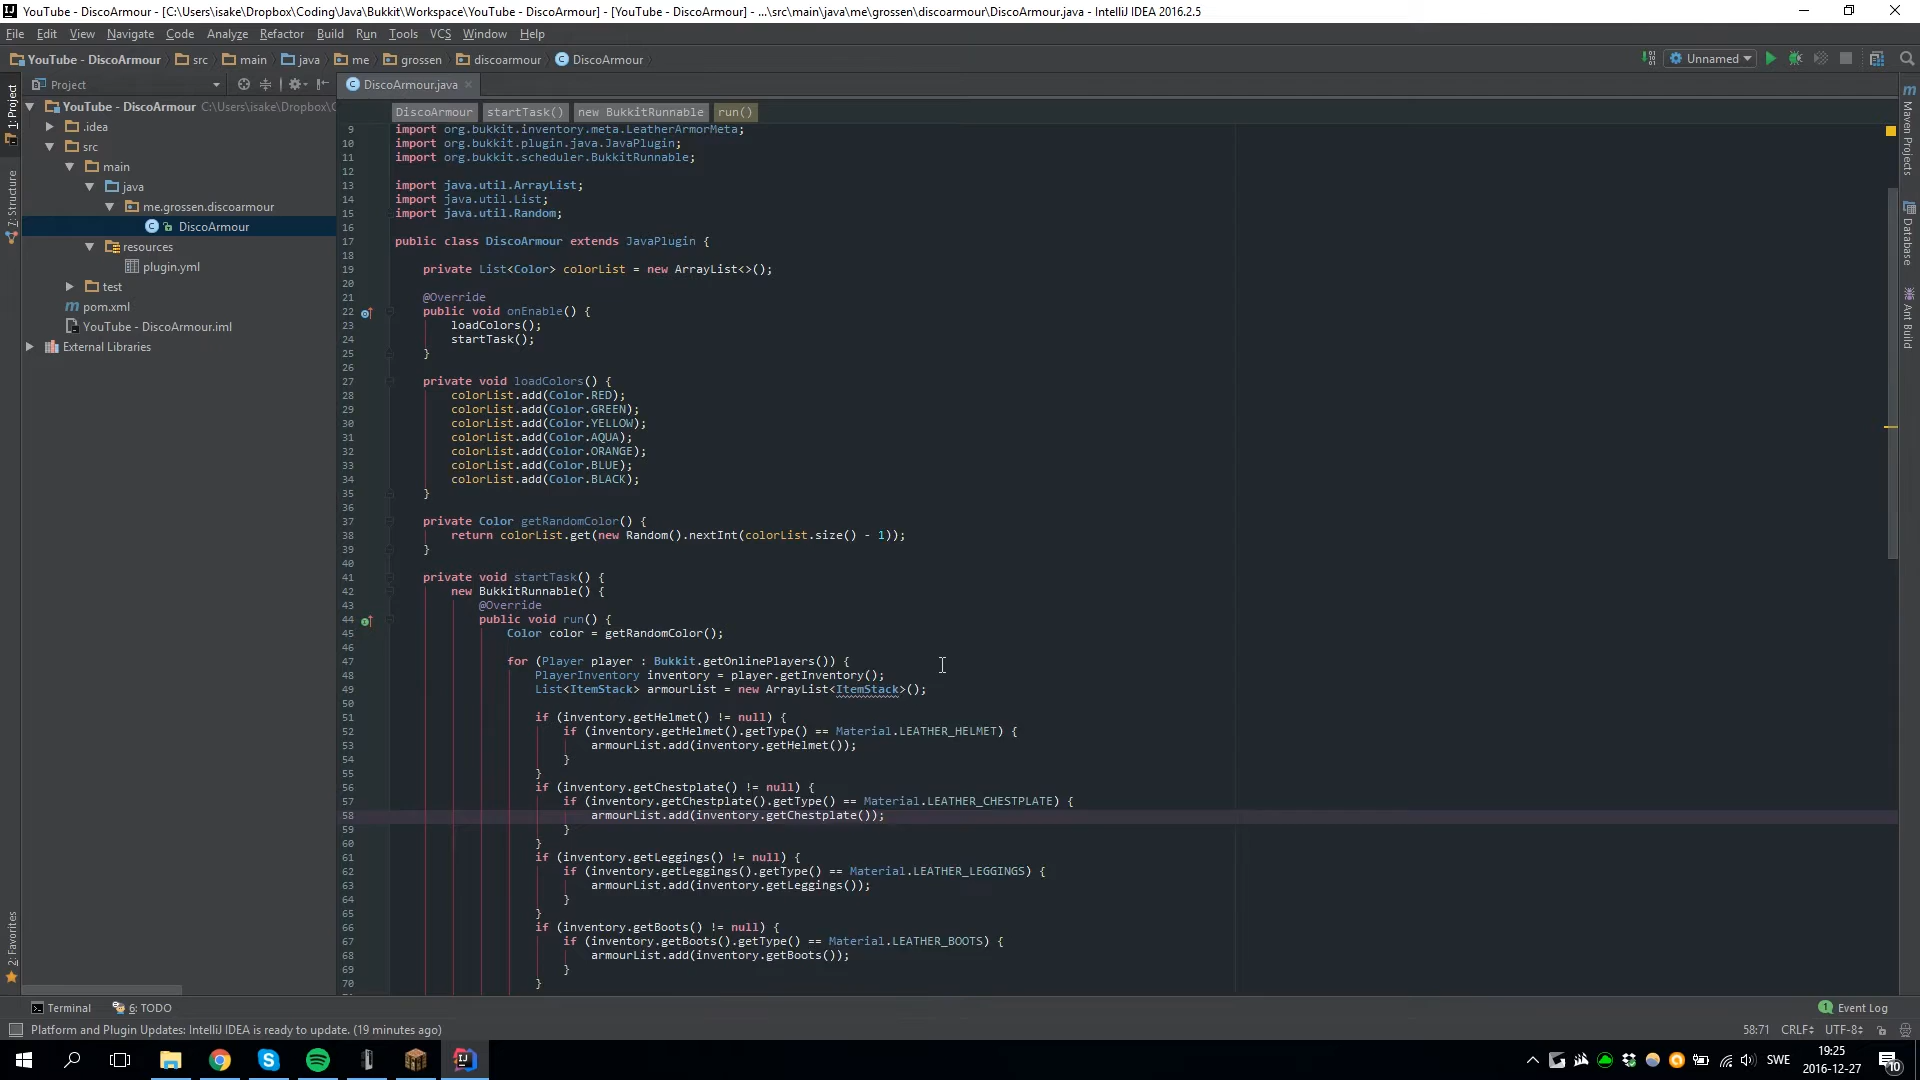 YouTube - DiscoArmour - [C:\Users\isake\Dropbox\Coding\Java\Bukkit\Workspace\YouTube - DiscoArmour] - [YouTube - DiscoArmour] - ...\src\main\java\me\grossen\discoarmour\DiscoArmour.java - IntelliJ IDEA 2016.2.5
File Edit View Navigate Code Analyze Refactor Build Run Tools VCS Window Help
YouTube - DiscoArmour src main java me grossen discoarmour DiscoArmour Unnamed
Project
DiscoArmour.java
YouTube - DiscoArmour C:\Users\isake\Dropbox\C
.idea
src
main
java
me.grossen.discoarmour
DiscoArmour
resources
plugin.yml
test
pom.xml
YouTube - DiscoArmour.iml
External Libraries
1: Project
7: Structure
2: Favorites
DiscoArmour startTask() new BukkitRunnable run()
9 import org.bukkit.inventory.meta.LeatherArmorMeta;
10 import org.bukkit.plugin.java.JavaPlugin;
11 import org.bukkit.scheduler.BukkitRunnable;
12
13 import java.util.ArrayList;
14 import java.util.List;
15 import java.util.Random;
16
17 public class DiscoArmour extends JavaPlugin {
18
19 private List<Color> colorList = new ArrayList<>();
20
21 @Override
22 public void onEnable() {
23 loadColors();
24 startTask();
25 }
26
27 private void loadColors() {
28 colorList.add(Color.RED);
29 colorList.add(Color.GREEN);
30 colorList.add(Color.YELLOW);
31 colorList.add(Color.AQUA);
32 colorList.add(Color.ORANGE);
33 colorList.add(Color.BLUE);
34 colorList.add(Color.BLACK);
35 }
36
37 private Color getRandomColor() {
38 return colorList.get(new Random().nextInt(colorList.size() - 1));
39 }
40
41 private void startTask() {
42 new BukkitRunnable() {
43 @Override
44 public void run() {
45 Color color = getRandomColor();
46
47 for (Player player : Bukkit.getOnlinePlayers()) {
48 PlayerInventory inventory = player.getInventory();
49 List<ItemStack> armourList = new ArrayList<ItemStack>();
50
51 if (inventory.getHelmet() != null) {
52 if (inventory.getHelmet().getType() == Material.LEATHER_HELMET) {
53 armourList.add(inventory.getHelmet());
54 }
55 }
56 if (inventory.getChestplate() != null) {
57 if (inventory.getChestplate().getType() == Material.LEATHER_CHESTPLATE) {
58 armourList.add(inventory.getChestplate());
59 }
60 }
61 if (inventory.getLeggings() != null) {
62 if (inventory.getLeggings().getType() == Material.LEATHER_LEGGINGS) {
63 armourList.add(inventory.getLeggings());
64 }
65 }
66 if (inventory.getBoots() != null) {
67 if (inventory.getBoots().getType() == Material.LEATHER_BOOTS) {
68 armourList.add(inventory.getBoots());
69 }
70 }
Maven Projects
Database
Ant Build
Terminal 6: TODO 1 Event Log
Platform and Plugin Updates: IntelliJ IDEA is ready to update. (19 minutes ago) 58:71 CRLF UTF-8
SWE 19:25
2016-12-27 10